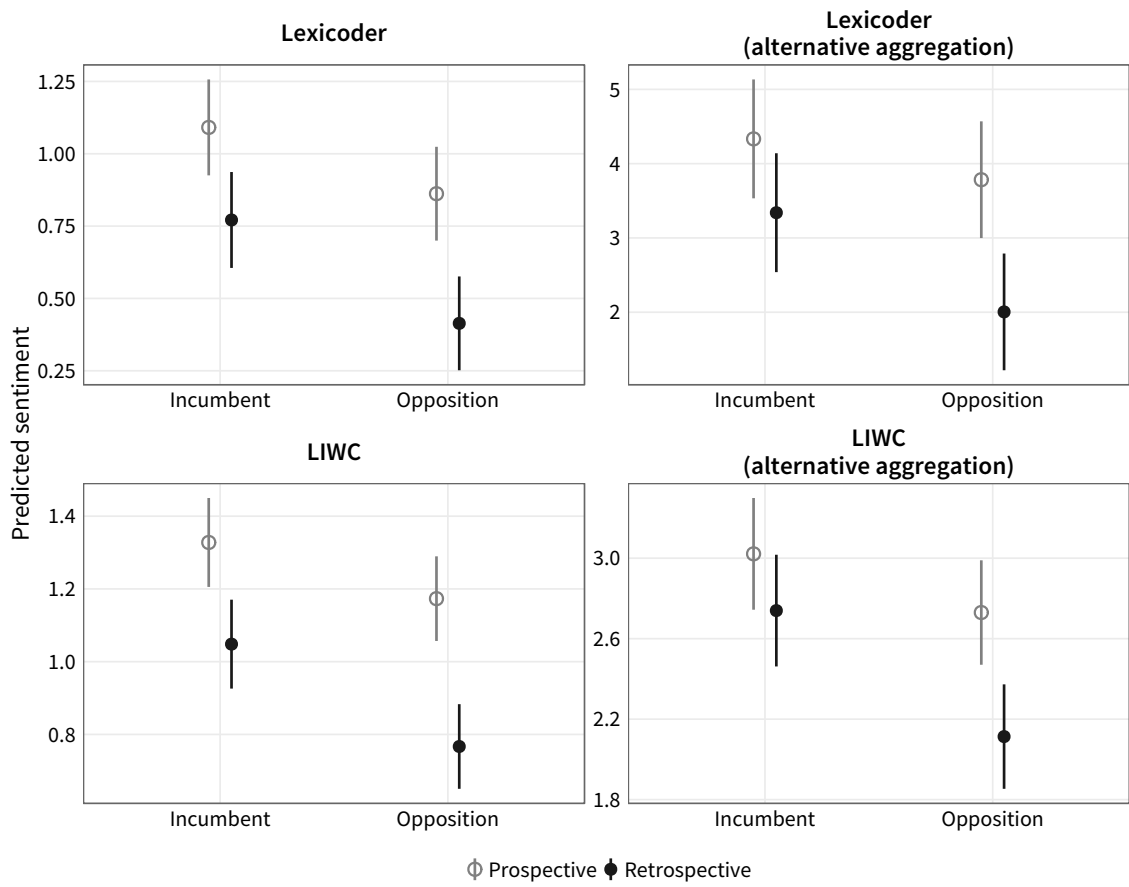 Predicted sentiment
Lexicoder
1.25
1.00
0.75
0.50
0.25
Incumbent Opposition
Lexicoder
(alternative aggregation)
5
4
3
2
Incumbent Opposition
LIWC
1.4
1.2
1.0
0.8
Incumbent Opposition
LIWC
(alternative aggregation)
3.0
2.6
2.2
1.8
Incumbent Opposition
Prospective Retrospective